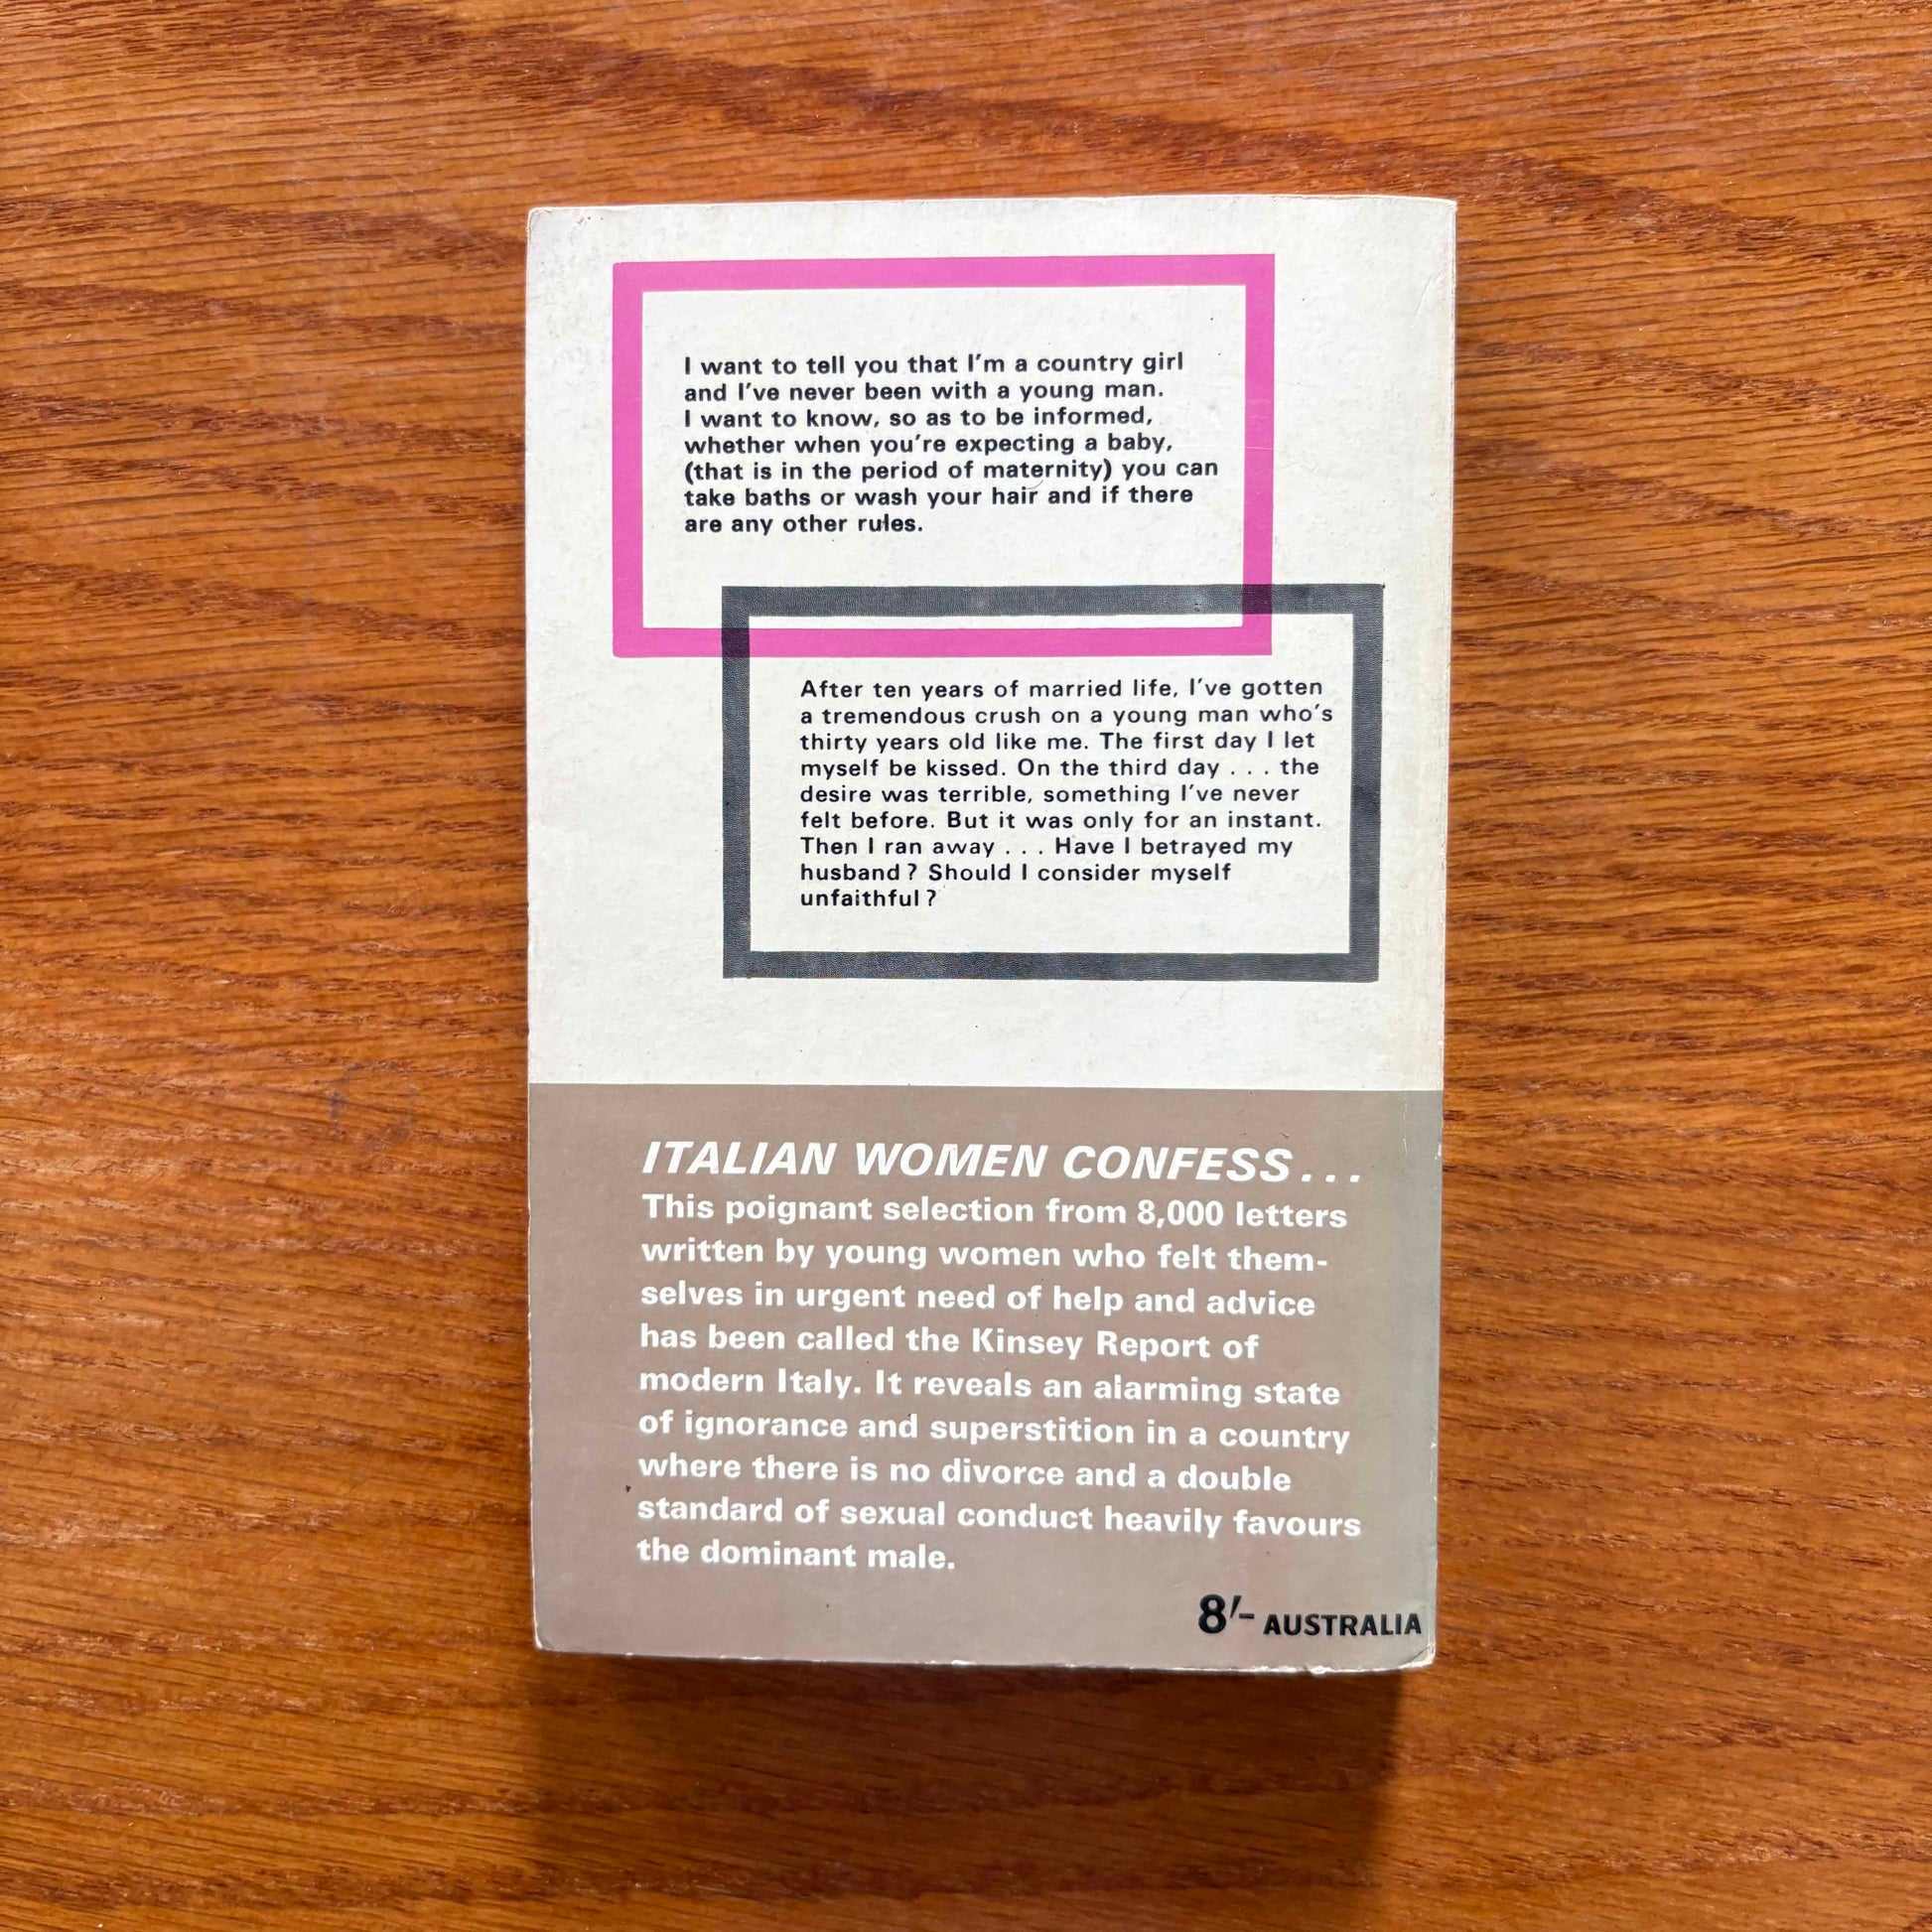 I want to tell you that I'm a country girl
and I've never been with a young man.
I want to know, so as to be informed,
whether when you're expecting a baby,
(that is in the period of maternity) you can
take baths or wash your hair and if there
are any other rules.
After ten years of married life, I've gotten
a tremendous crush on a young man who's
thirty years old like me. The first day I let
myself be kissed. On the third day . . . the
desire was terrible, something I've never
felt before. But it was only for an instant.
Then I ran away . . . Have I betrayed my
husband? Should I consider myself
unfaithful?
ITALIAN WOMEN CONFESS...
This poignant selection from 8,000 letters
written by young women who felt them-
selves in urgent need of help and advice
has been called the Kinsey Report of
modern Italy. It reveals an alarming state
of ignorance and superstition in a country
where there is no divorce and a double
standard of sexual conduct heavily favours
the dominant male.
8/- AUSTRALIA